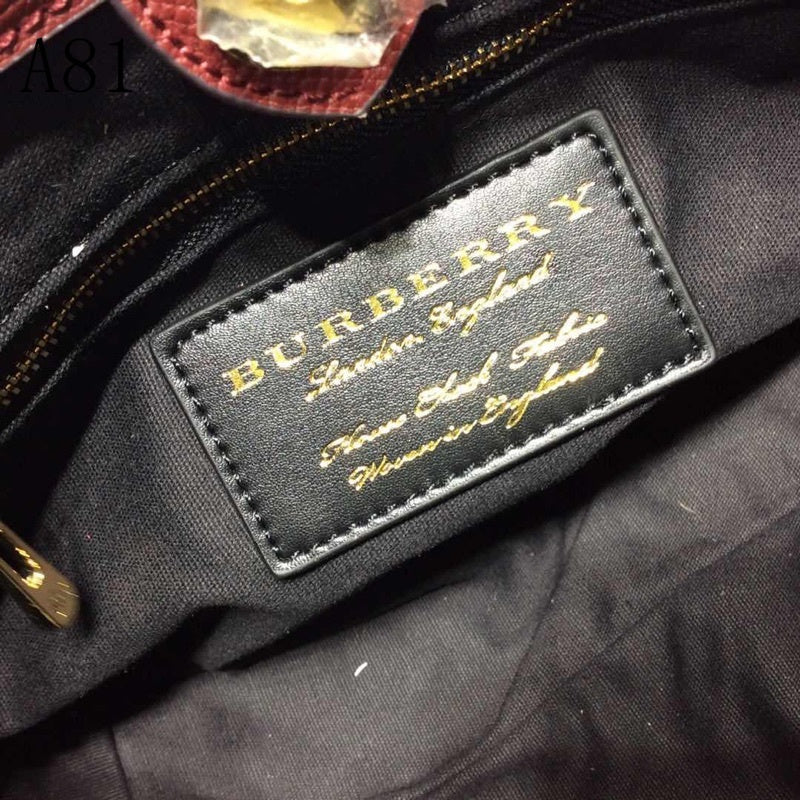 A81
BURBERRY
London, England
House Check Fabric
Woven in England